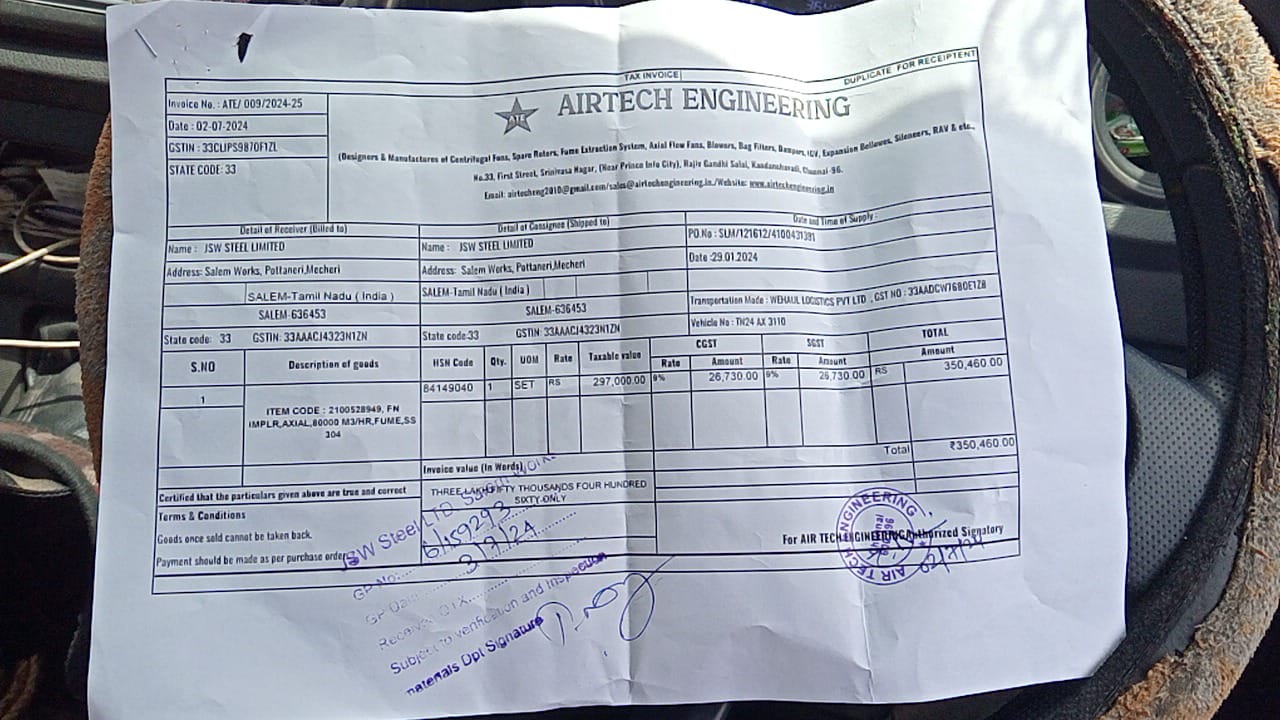 TAX INVOICE
DUPLICATE FOR RECEIPTENT
Invoice No. : ATE/ 009/2024-25
Date : 02-07-2024
GSTIN : 33CLIPS9870F1ZL
STATE CODE: 33
ATE
AIRTECH ENGINEERING
(Designers & Manufactures of Centrifugal Fans, Spare Rotors, Fume Extraction System, Axial Flow Fans, Blowers, Bag Filters, Dampers, IGV, Expansion Bellowes, Sileneers, RAV & etc.,
No.33, First Street, Srinivasa Nagar, (Near Prince Info City), Rajiv Gandhi Salai, Kandanchavadi, Chennai-96.
Email: airtecheng2010@gmail.com/sales@airtechengineering.in./Website: www.airtechengineering.in
Detail of Receiver (Billed to)
Name : JSW STEEL LIMITED
Address: Salem Works, Pottaneri,Mecheri
SALEM-Tamil Nadu ( India )
SALEM-636453
State code: 33 GSTIN: 33AAACJ4323N1ZN
Detail of Consignee (Shipped to)
Name : JSW STEEL LIMITED
Address: Salem Works, Pottaneri,Mecheri
SALEM-Tamil Nadu ( India )
SALEM-636453
State code:33 GSTIN: 33AAACJ4323N1ZN
Date and Time of Supply :
PO.No : SLM/121612/4100431391
Date :29.01.2024
Transportation Mode : WEHAUL LOGISTICS PVT LTD , GST NO : 33AADCW7680E1ZB
Vehicle No : TN24 AX 3110
S.NO Description of goods HSN Code Qty. UOM Rate Taxable value CGST SGST TOTAL
Rate Amount Rate Amount Amount
1 84149040 1 SET RS 297,000.00 9% 26,730.00 9% 26,730.00 RS 350,460.00
ITEM CODE : 2100528949, FN
IMPLR,AXIAL,80000 M3/HR,FUME,SS
304
Total ₹350,460.00
Invoice value (In Words)
THREE LAKH FIFTY THOUSANDS FOUR HUNDRED
SIXTY ONLY
Certified that the particulars given above are true and correct
Terms & Conditions
Goods once sold cannot be taken back.
Payment should be made as per purchase order.
For AIR TECH ENGINEERING Authorized Signatory
AIR TECH ENGINEERING
02/7/24
JSW Steel LTD Salem Works
GP No:
6/159293
GP Date
3/7/24
Subject to verification and Inspection
Materials Dpt Signature